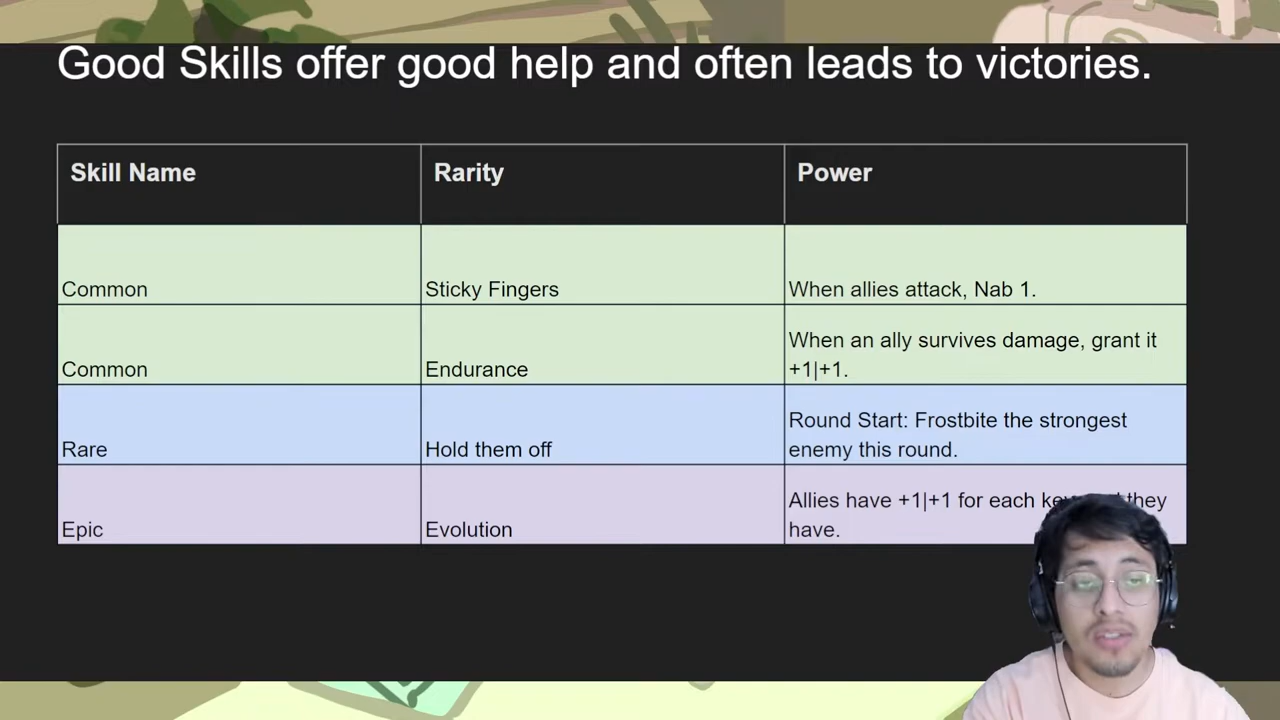 Good Skills offer good help and often leads to victories.
Skill Name Rarity Power
Common Sticky Fingers When allies attack, Nab 1.
Common Endurance When an ally survives damage, grant it
+1|+1.
Rare Hold them off Round Start: Frostbite the strongest
enemy this round.
Epic Evolution Allies have +1|+1 for each they
have.